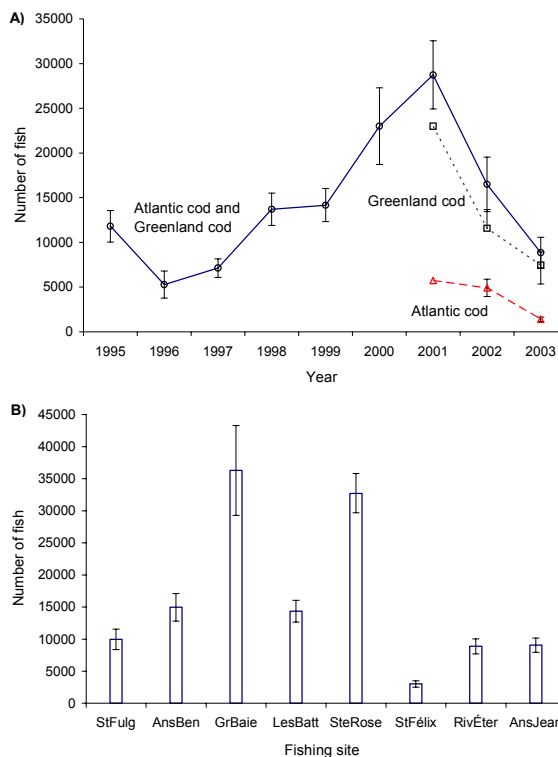 A)
35000
30000
25000
20000
15000
10000
5000
0
Number of fish
Atlantic cod and
Greenland cod
Greenland cod
Atlantic cod
1995 1996 1997 1998 1999 2000 2001 2002 2003
Year
B)
45000
40000
35000
30000
25000
20000
15000
10000
5000
0
Number of fish
StFulg AnsBen GrBaie LesBatt SteRose StFélix RivÉter AnsJean
Fishing site